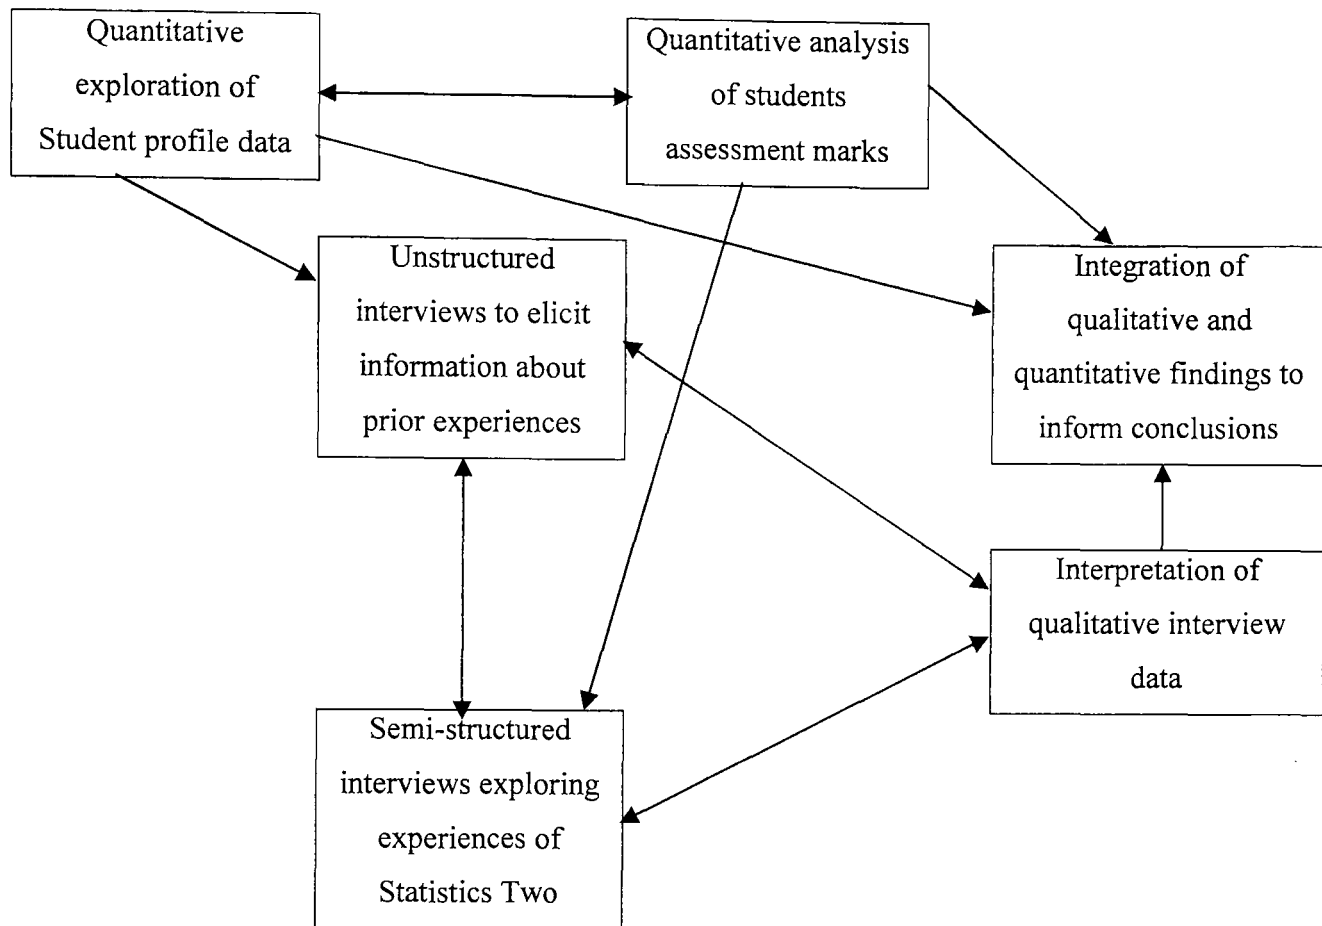 Quantitative
exploration of
Student profile data
Quantitative analysis
of students
assessment marks
Unstructured
interviews to elicit
information about
prior experiences
Integration of
qualitative and
quantitative findings to
inform conclusions
Interpretation of
qualitative interview
data
Semi-structured
interviews exploring
experiences of
Statistics Two